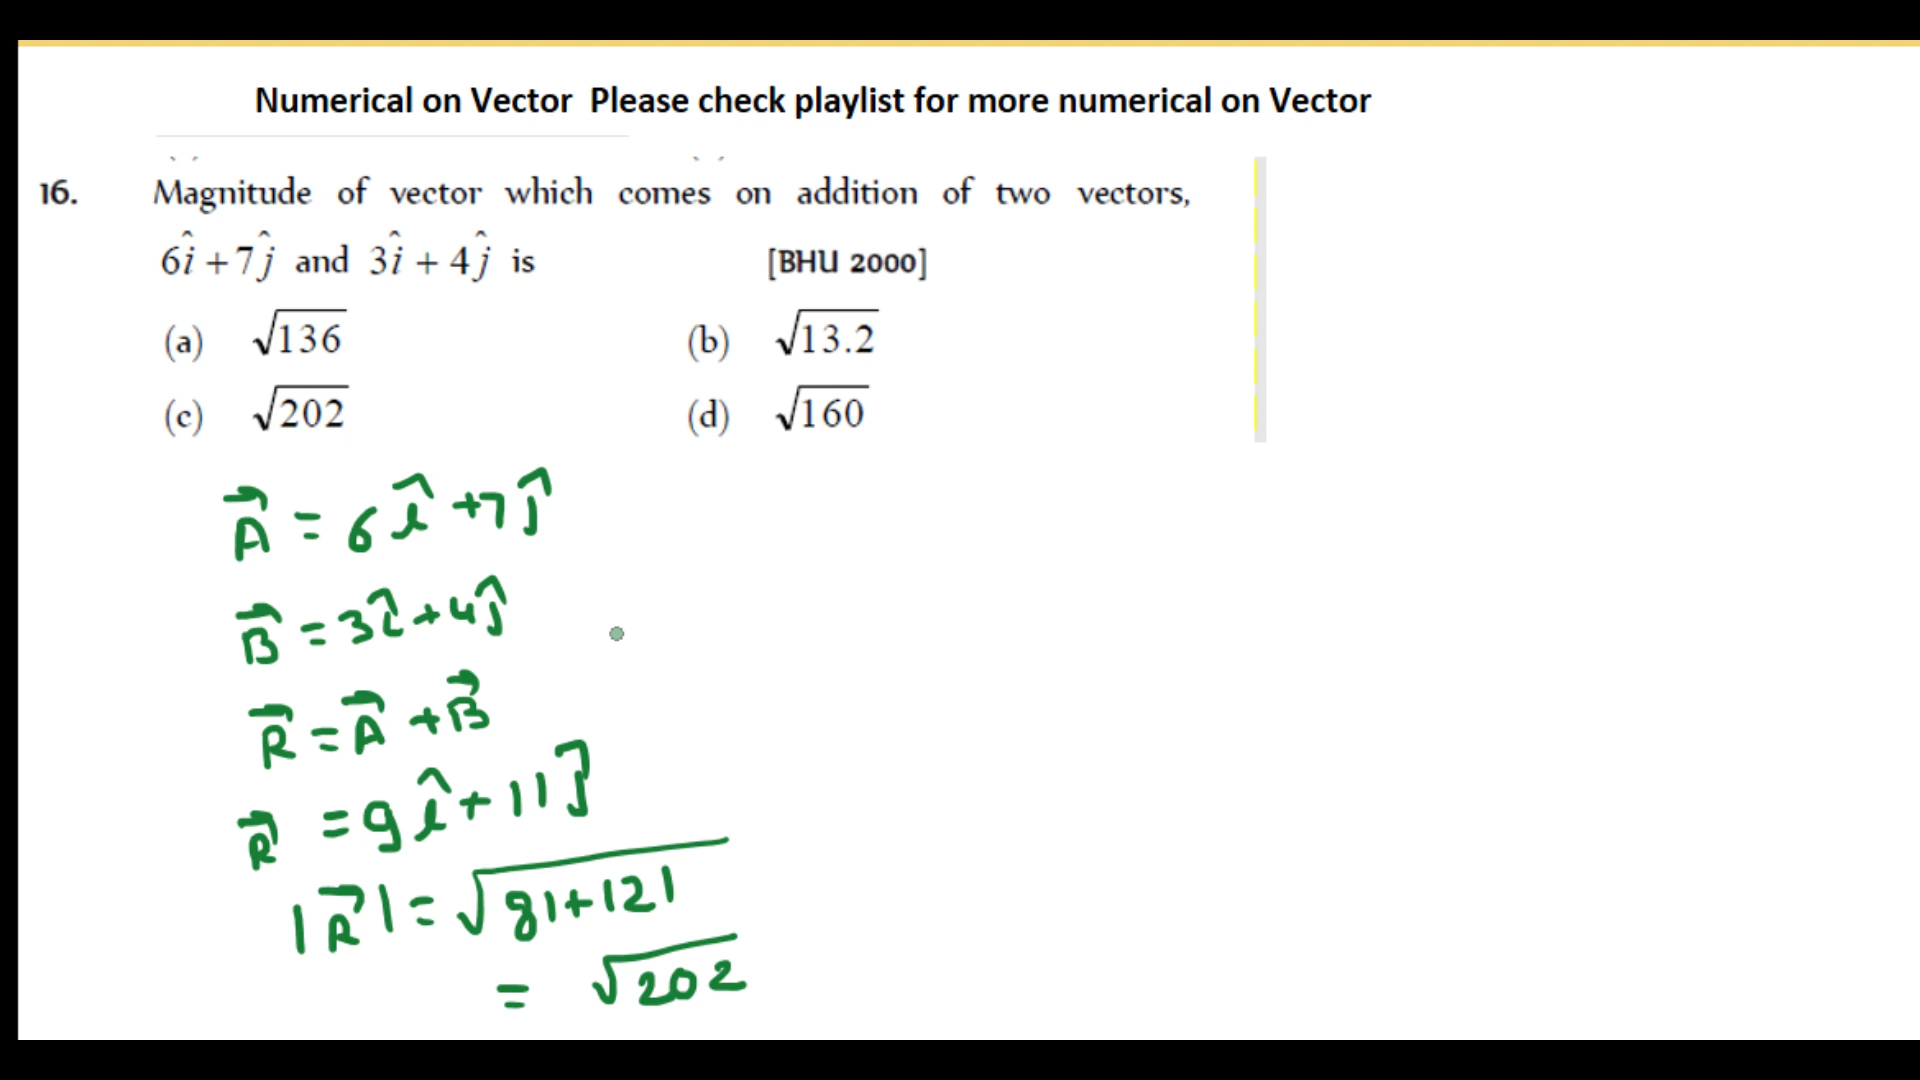 Numerical on Vector  Please check playlist for more numerical on Vector
16. Magnitude of vector which comes on addition of two vectors,
6î + 7ĵ and 3î + 4ĵ is [BHU 2000]
(a) √136 (b) √13.2
(c) √202 (d) √160
A⃗ = 6î + 7ĵ
B⃗ = 3î + 4ĵ
R⃗ = A⃗ + B⃗
R⃗ = 9î + 11ĵ
|R⃗| = √81+121
= √202